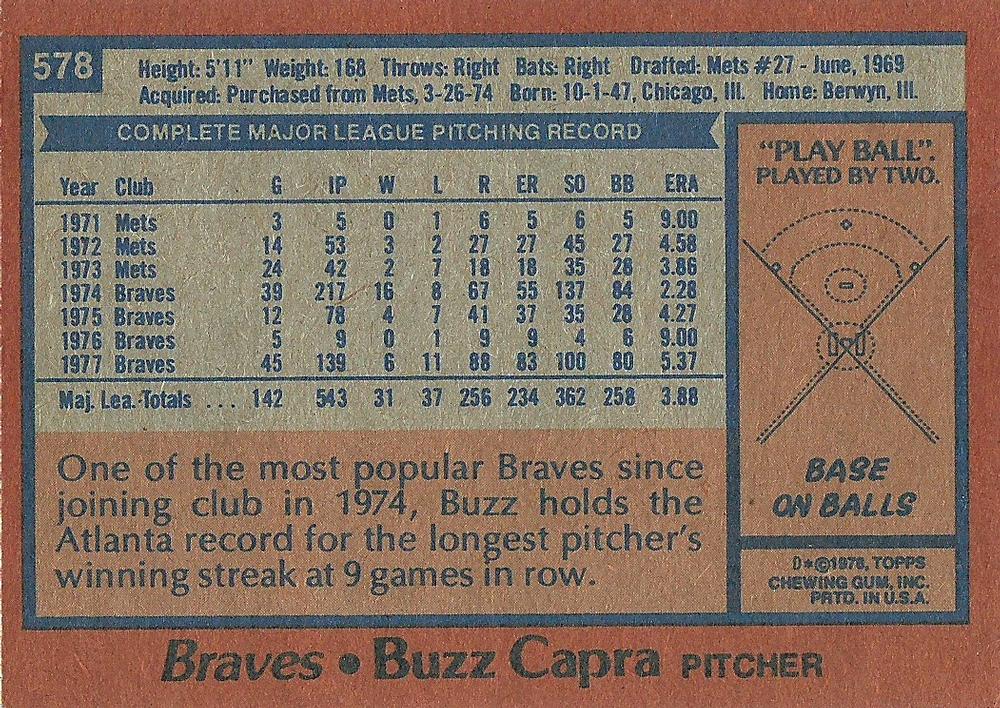 578
Height: 5'11" Weight: 168 Throws: Right Bats: Right Drafted: Mets #27 - June, 1969
Acquired: Purchased from Mets, 3-26-74 Born: 10-1-47, Chicago, Ill. Home: Berwyn, Ill.
COMPLETE MAJOR LEAGUE PITCHING RECORD
Year Club G IP W L R ER SO BB ERA
1971 Mets 3 5 0 1 6 5 6 5 9.00
1972 Mets 14 53 3 2 27 27 45 27 4.58
1973 Mets 24 42 2 7 18 18 35 28 3.86
1974 Braves 39 217 16 8 67 55 137 84 2.28
1975 Braves 12 78 4 7 41 37 35 28 4.27
1976 Braves 5 9 0 1 9 9 4 6 9.00
1977 Braves 45 139 6 11 88 83 100 80 5.37
Maj. Lea. Totals ... 142 543 31 37 256 234 362 258 3.88
One of the most popular Braves since
joining club in 1974, Buzz holds the
Atlanta record for the longest pitcher's
winning streak at 9 games in row.
"PLAY BALL".
PLAYED BY TWO.
BASE
ON BALLS
D*©1978, TOPPS
CHEWING GUM, INC.
PRTD. IN U.S.A.
Braves • Buzz Capra PITCHER